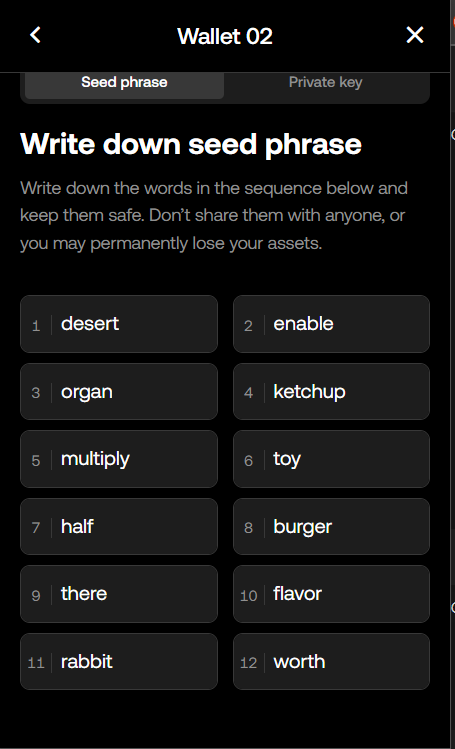 Wallet 02
Seed phrase Private key
Write down seed phrase
Write down the words in the sequence below and
keep them safe. Don’t share them with anyone, or
you may permanently lose your assets.
1 desert 2 enable
3 organ 4 ketchup
5 multiply 6 toy
7 half 8 burger
9 there 10 flavor
11 rabbit 12 worth